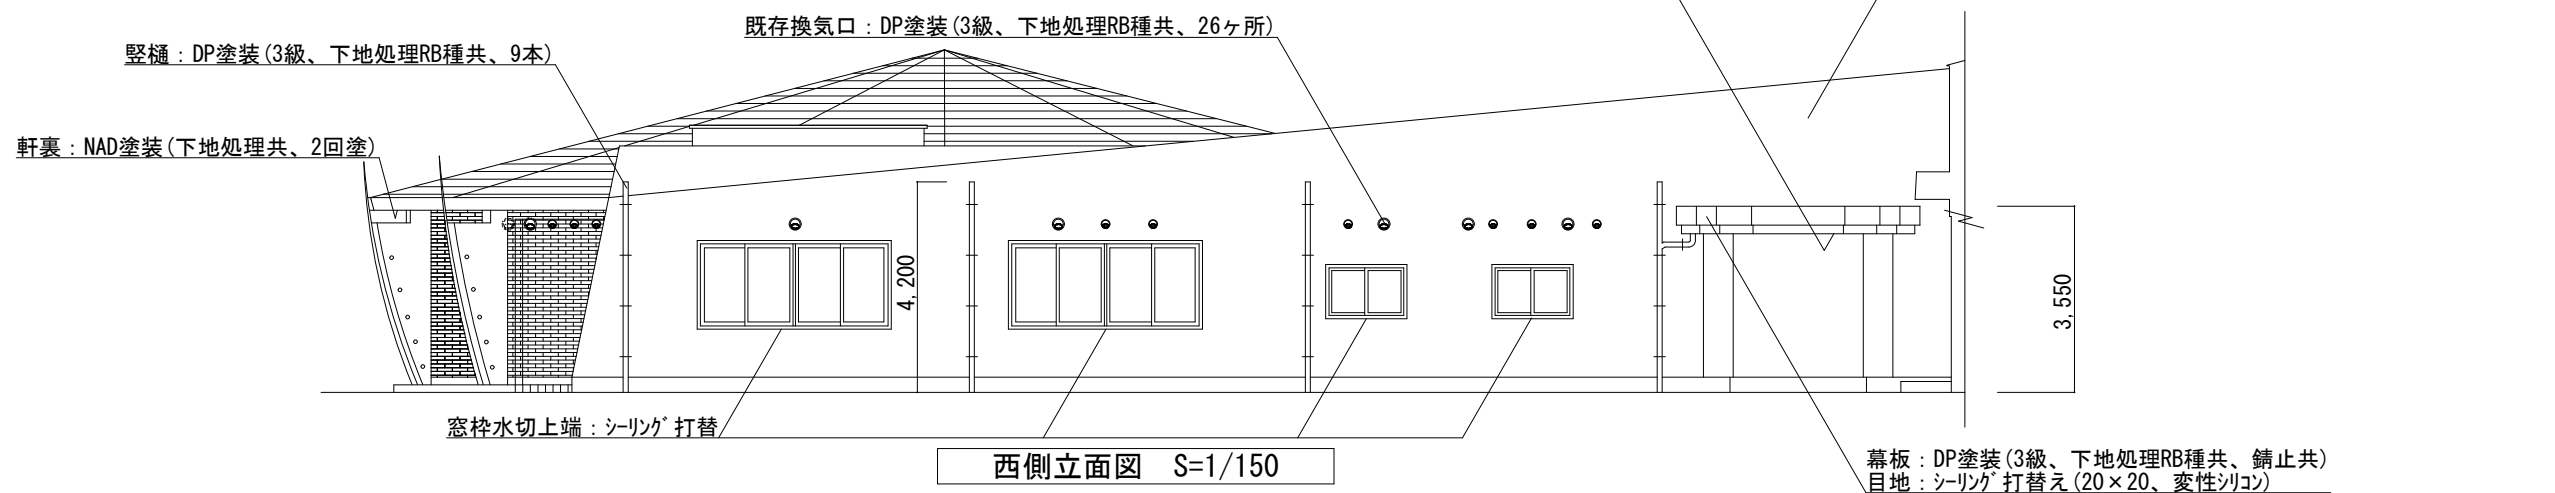 既存換気口：DP塗装(3級、下地処理RB種共、26ヶ所)
竪樋：DP塗装(3級、下地処理RB種共、9本)
軒裏：NAD塗装(下地処理共、2回塗)
4,200
3,550
窓枠水切上端：ｼｰﾘﾝｸﾞ打替
西側立面図　S=1/150
幕板：DP塗装(3級、下地処理RB種共、錆止共)
目地：ｼｰﾘﾝｸﾞ打替え(20×20、変性ｼﾘｺﾝ)